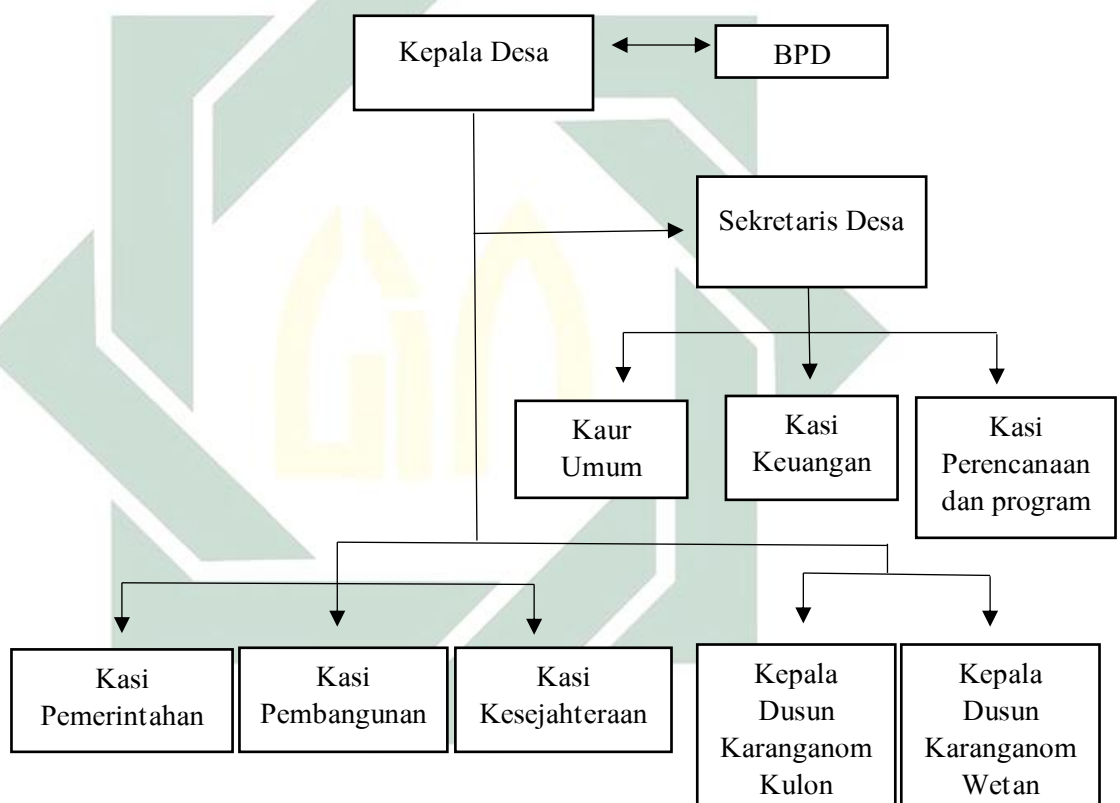 Kepala Desa
BPD
Sekretaris Desa
Kaur
Umum
Kasi
Keuangan
Kasi
Perencanaan
dan program
Kasi
Pemerintahan
Kasi
Pembangunan
Kasi
Kesejahteraan
Kepala
Dusun
Karanganom
Kulon
Kepala
Dusun
Karanganom
Wetan